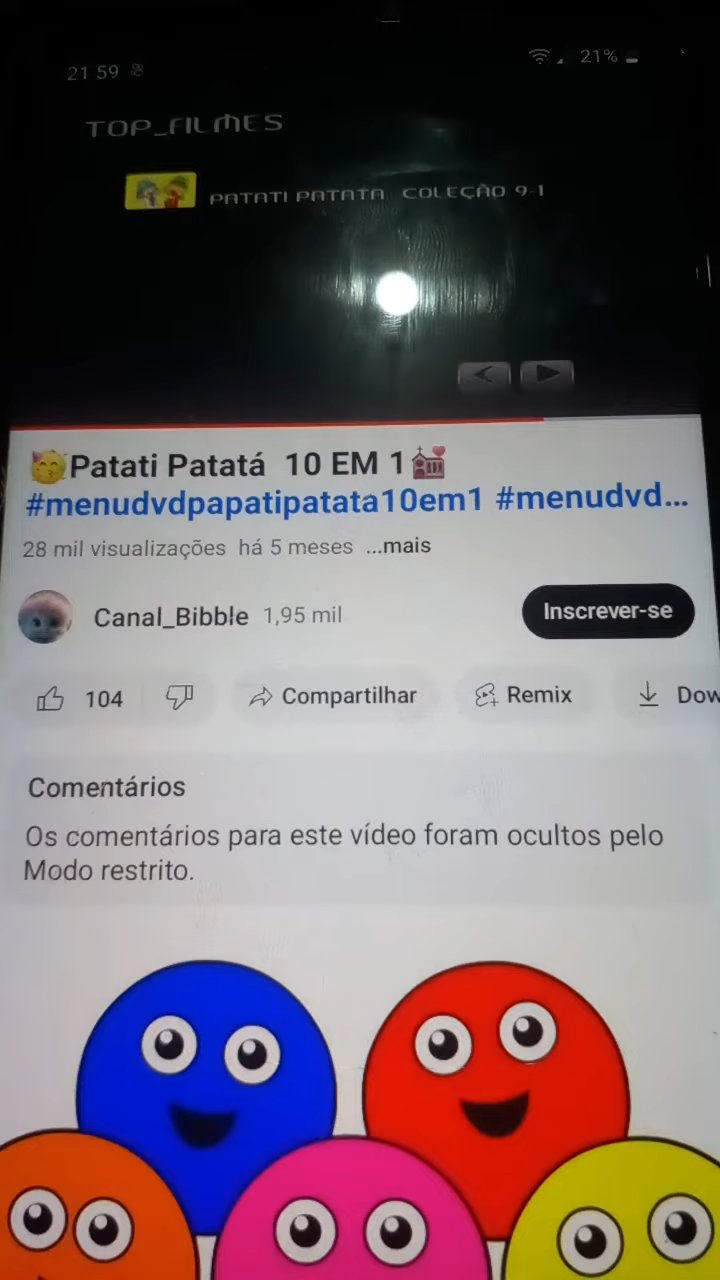 21 59
21%
TOP_FILMES
PATATI PATATA COLEÇÃO 9-1
Patati Patatá 10 EM 1
#menudvdpapatipatata10em1 #menudvd...
28 mil visualizações há 5 meses ...mais
Canal_Bibble 1,95 mil
Inscrever-se
104
Compartilhar
Remix
Dow
Comentários
Os comentários para este vídeo foram ocultos pelo
Modo restrito.